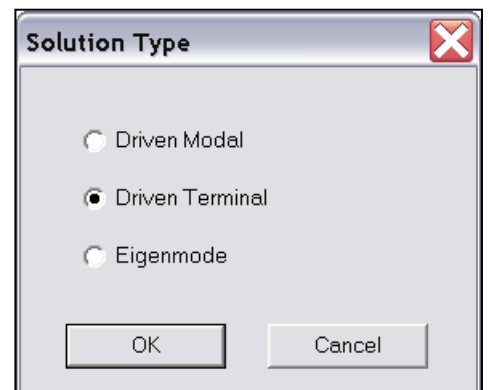 Solution Type
Driven Modal
Driven Terminal
Eigenmode
OK Cancel